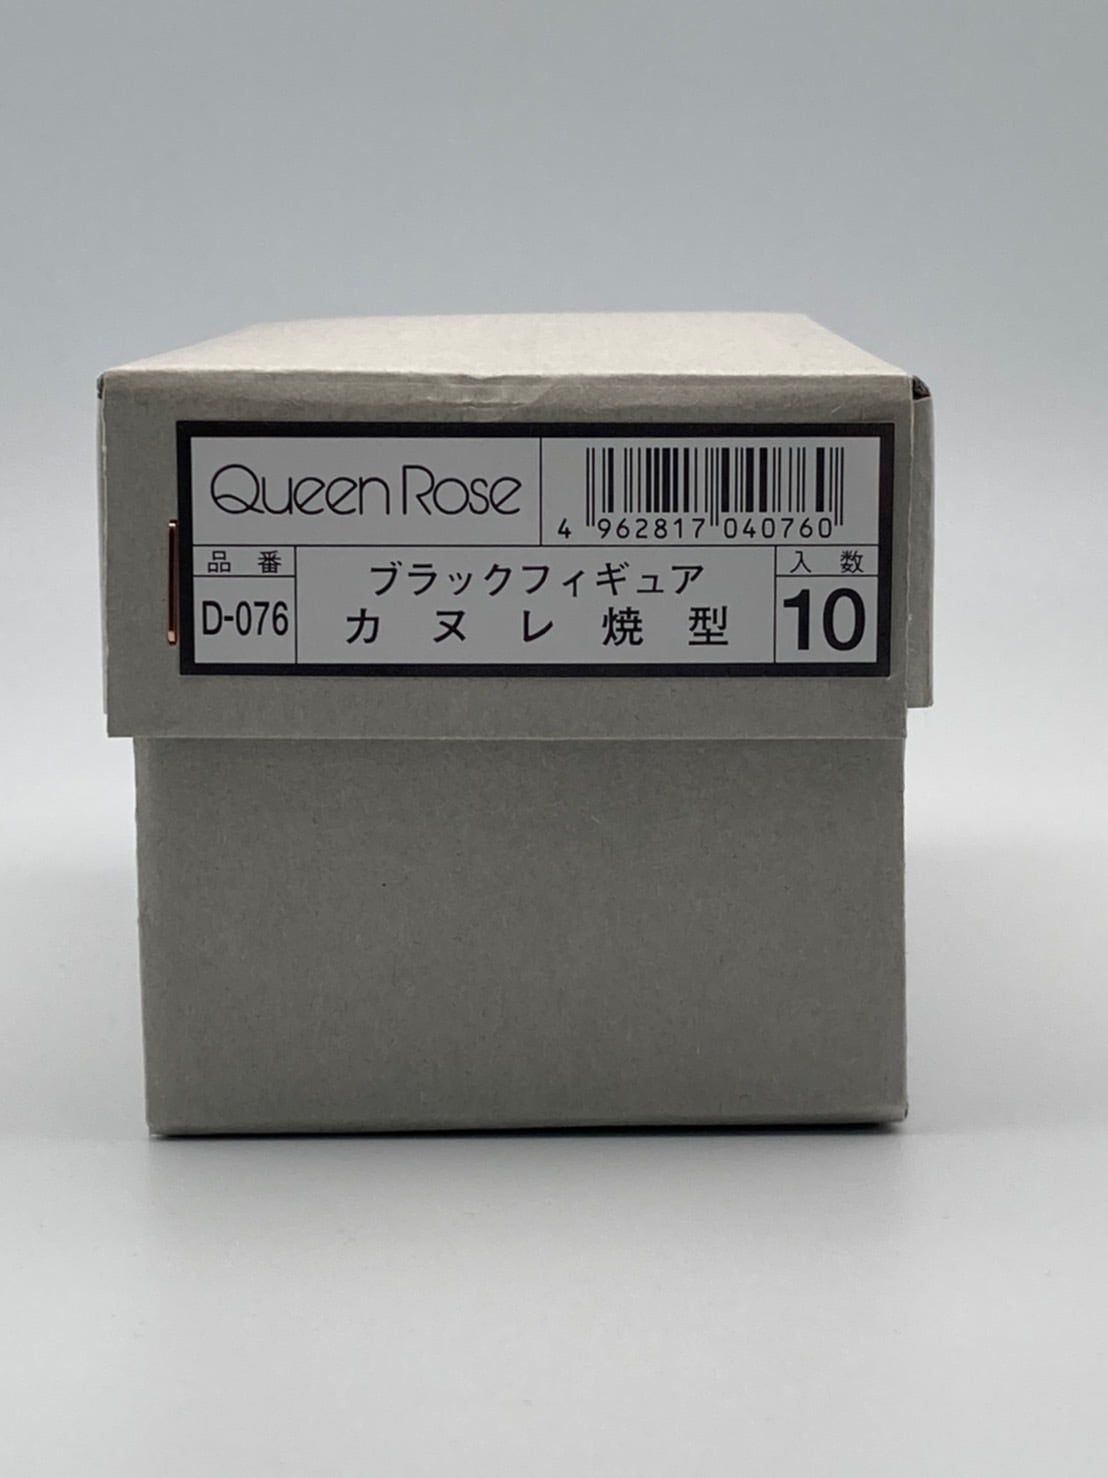 Queen Rose
4 962817 040760
品番
D-076
ブラックフィギュア
カヌレ焼型
入数
10